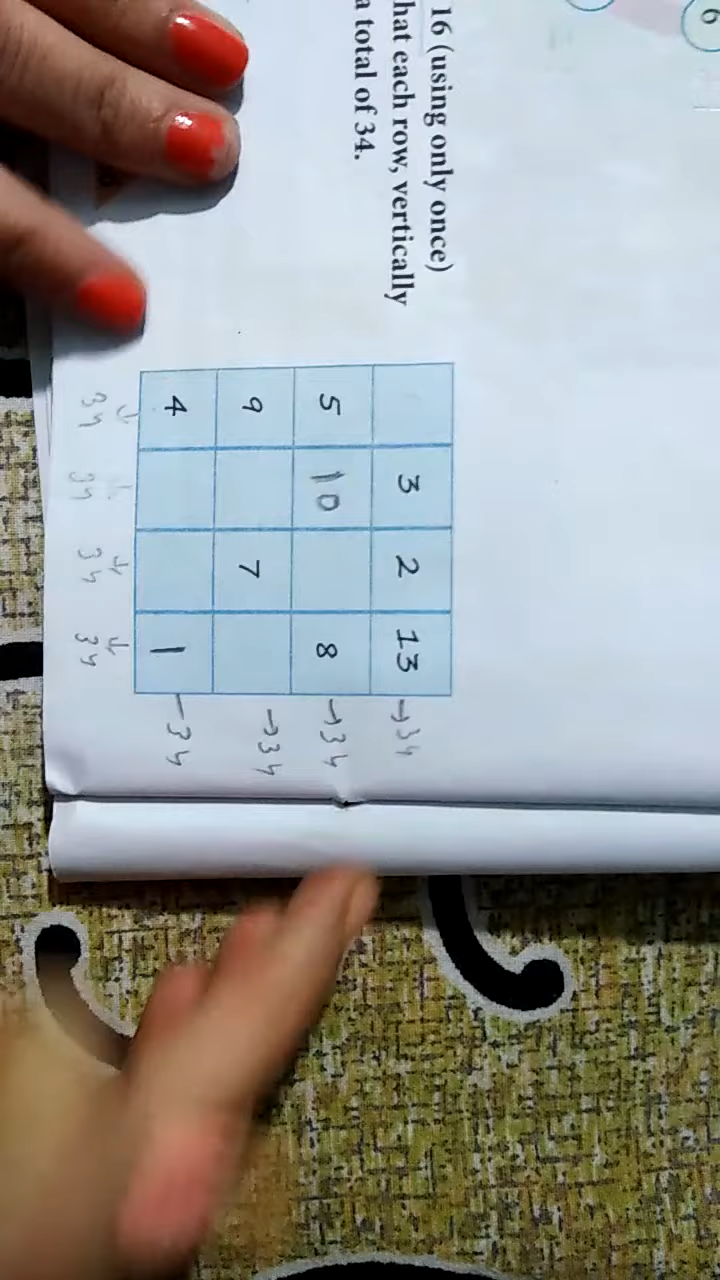 6
16 (using only once)
hat each row, vertically
a total of 34.
3 2 13 →34
5 10 8 →34
9 7 →34
4 1 →34
↓ ↓ ↓ ↓
34 34 34 34